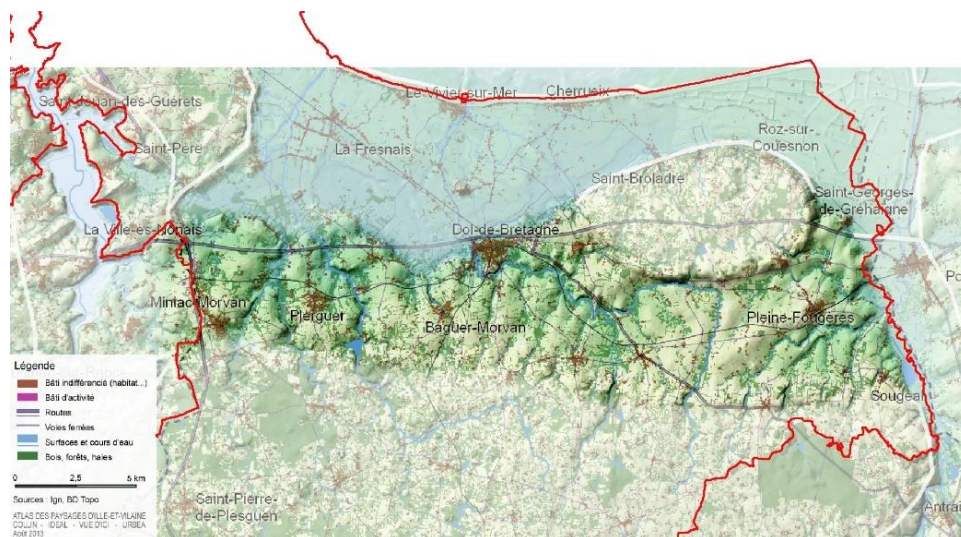 Saint-Jouan-des-Guérets
Le Vivier-sur-Mer
Cherrueix
Saint-Père
La Fresnais
Roz-sur-
Couesnon
Saint-Broladre
Saint-Georges-
de-Gréhaigne
La Ville-ès-Nonais
Dol-de-Bretagne
Miniac-Morvan
Plerguer
Baguer-Morvan
Pleine-Fougères
Sougéal
Saint-Pierre-
de-Plesguen
Antrain
Légende
Bâti indifférencié (habitat...)
Bâti d'activité
Routes
Voies ferrées
Surfaces et cours d'eau
Bois, forêts, haies
0 2,5 5 km
Sources : Ign, BD Topo
ATLAS DES PAYSAGES D'ILLE-ET-VILAINE
COLLIN - IDEAL - VUE D'ICI - URBEA
Août 2013